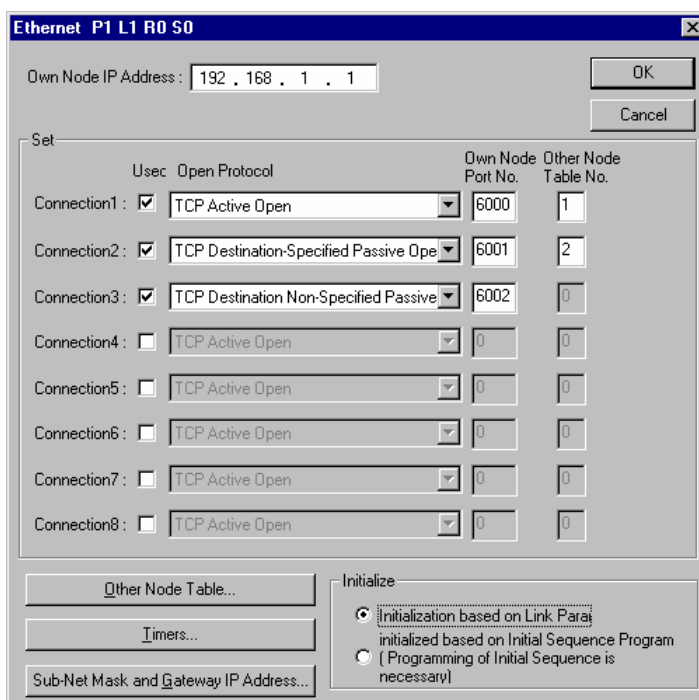 Ethernet P1 L1 R0 S0
Own Node IP Address : 192 . 168 . 1 . 1
OK
Cancel
Set
Usec Open Protocol
Own Node Other Node
Port No. Table No.
Connection1 : TCP Active Open 6000 1
Connection2 : TCP Destination-Specified Passive Ope 6001 2
Connection3 : TCP Destination Non-Specified Passive 6002 0
Connection4 : TCP Active Open 0 0
Connection5 : TCP Active Open 0 0
Connection6 : TCP Active Open 0 0
Connection7 : TCP Active Open 0 0
Connection8 : TCP Active Open 0 0
Other Node Table...
Timers...
Sub-Net Mask and Gateway IP Address...
Initialize
Initialization based on Link Para
initialized based on Initial Sequence Program
( Programming of Initial Sequence is
necessary)